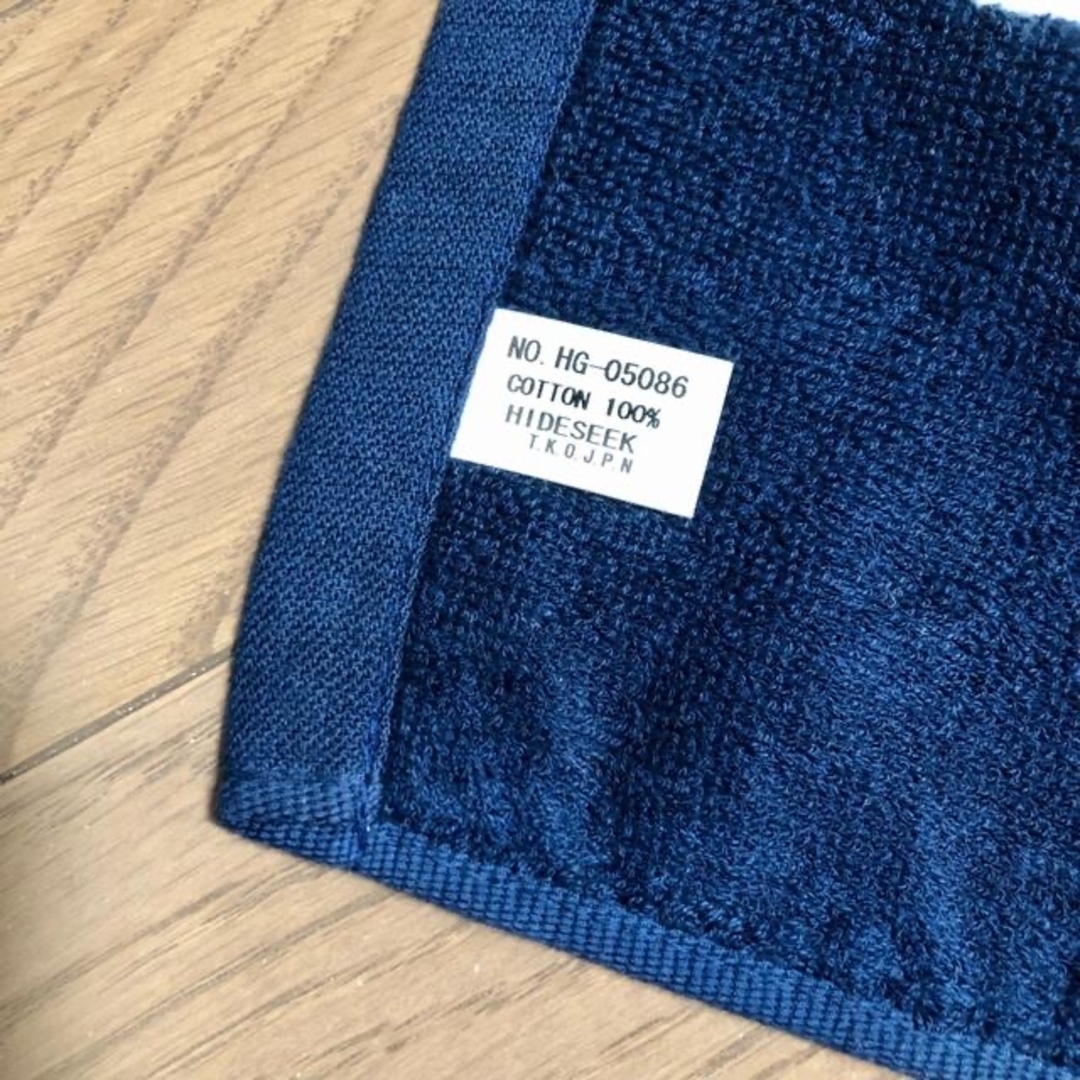 NO. HG-05086
COTTON 100%
HIDESEEK
T.K.O.J.P.N